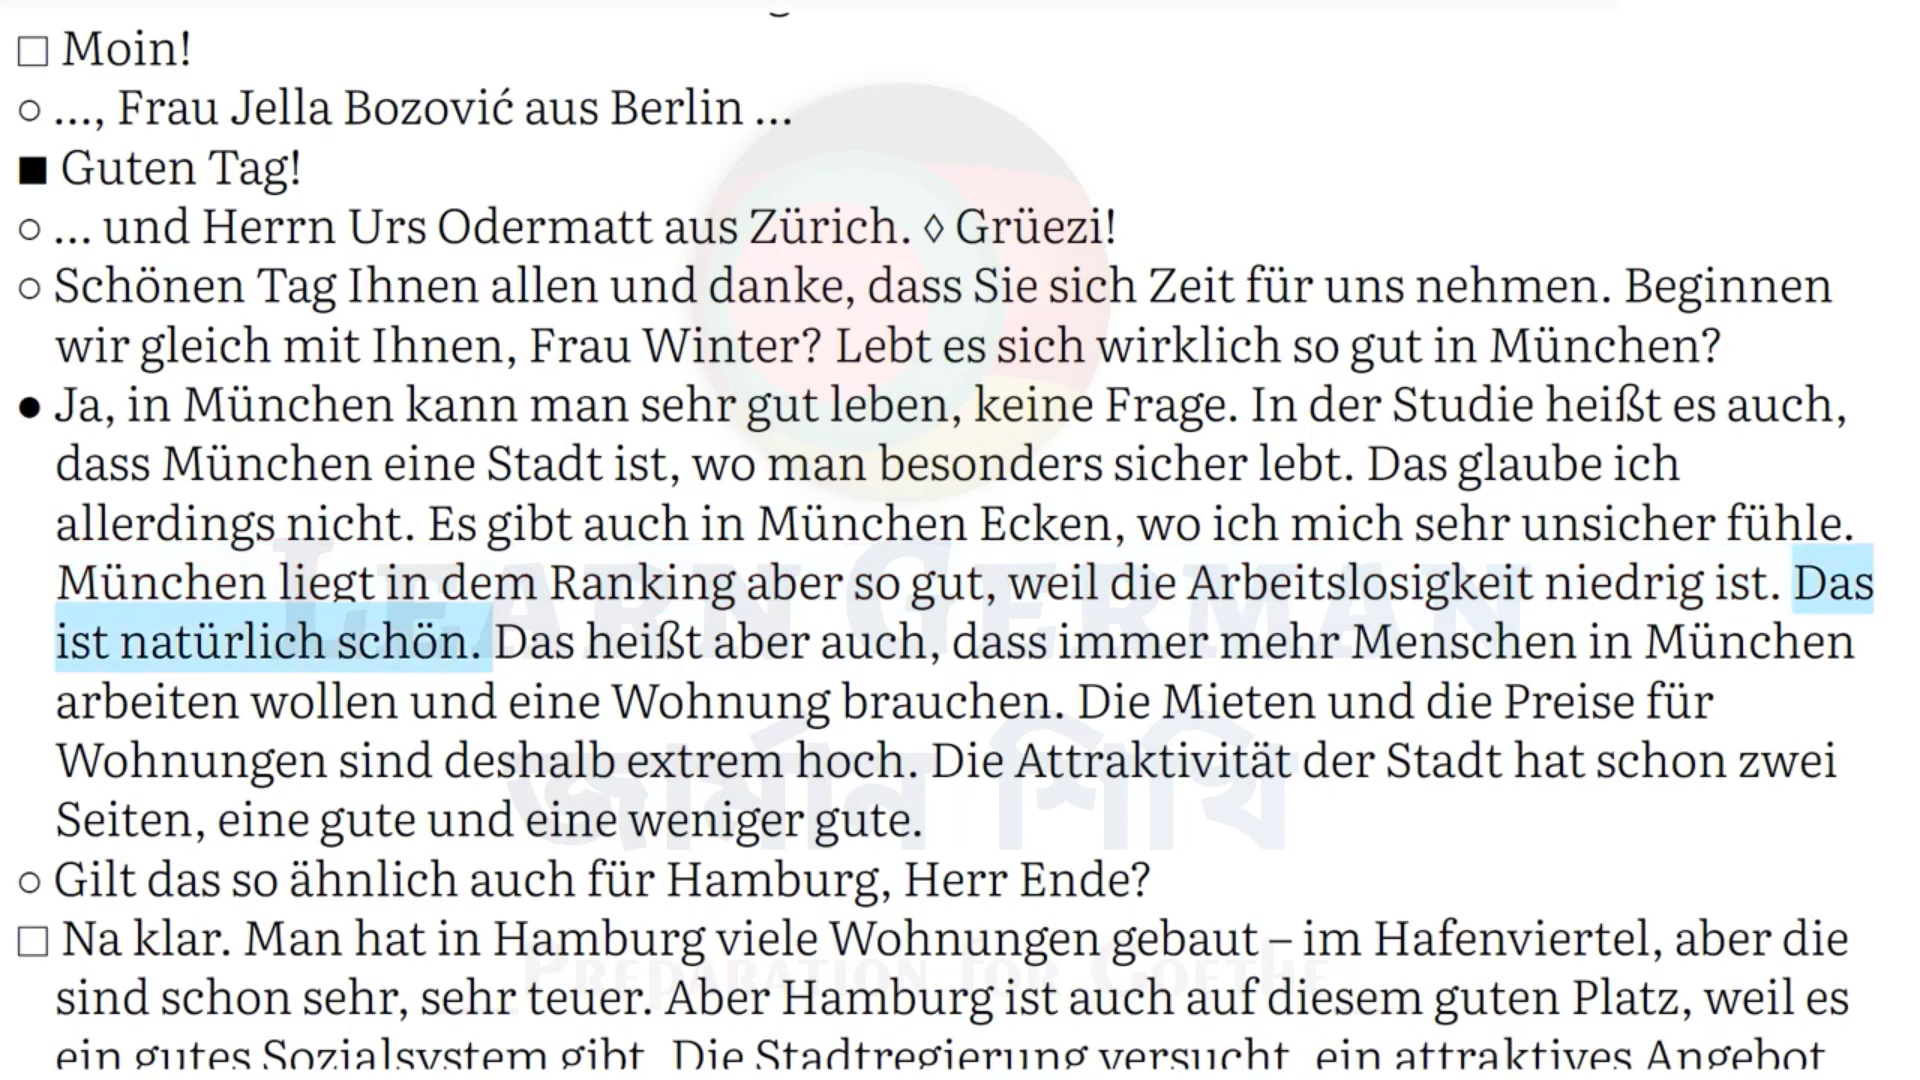 □ Moin!
○ ..., Frau Jella Bozović aus Berlin ...
■ Guten Tag!
○ ... und Herrn Urs Odermatt aus Zürich. ◊ Grüezi!
○ Schönen Tag Ihnen allen und danke, dass Sie sich Zeit für uns nehmen. Beginnen
wir gleich mit Ihnen, Frau Winter? Lebt es sich wirklich so gut in München?
● Ja, in München kann man sehr gut leben, keine Frage. In der Studie heißt es auch,
dass München eine Stadt ist, wo man besonders sicher lebt. Das glaube ich
allerdings nicht. Es gibt auch in München Ecken, wo ich mich sehr unsicher fühle.
München liegt in dem Ranking aber so gut, weil die Arbeitslosigkeit niedrig ist. Das
ist natürlich schön. Das heißt aber auch, dass immer mehr Menschen in München
arbeiten wollen und eine Wohnung brauchen. Die Mieten und die Preise für
Wohnungen sind deshalb extrem hoch. Die Attraktivität der Stadt hat schon zwei
Seiten, eine gute und eine weniger gute.
○ Gilt das so ähnlich auch für Hamburg, Herr Ende?
□ Na klar. Man hat in Hamburg viele Wohnungen gebaut – im Hafenviertel, aber die
sind schon sehr, sehr teuer. Aber Hamburg ist auch auf diesem guten Platz, weil es
ein gutes Sozialsystem gibt. Die Stadtregierung versucht, ein attraktives Angebot
LEARN GERMAN
জার্মান শিখি
PREPARATION FOR GOETHE